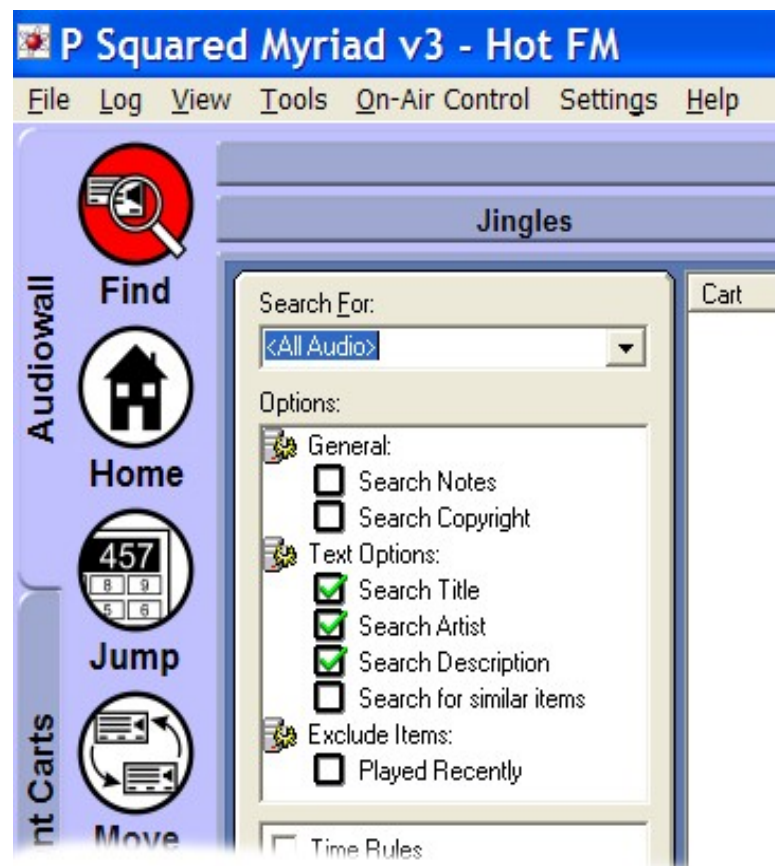 P Squared Myriad v3 - Hot FM
File Log View Tools On-Air Control Settings Help
Jingles
Audiowall
Find
Home
457
8 9
5 6
Jump
Move
nt Carts
Search For:
<All Audio>
Options:
General:
Search Notes
Search Copyright
Text Options:
Search Title
Search Artist
Search Description
Search for similar items
Exclude Items:
Played Recently
Time Rules
Cart